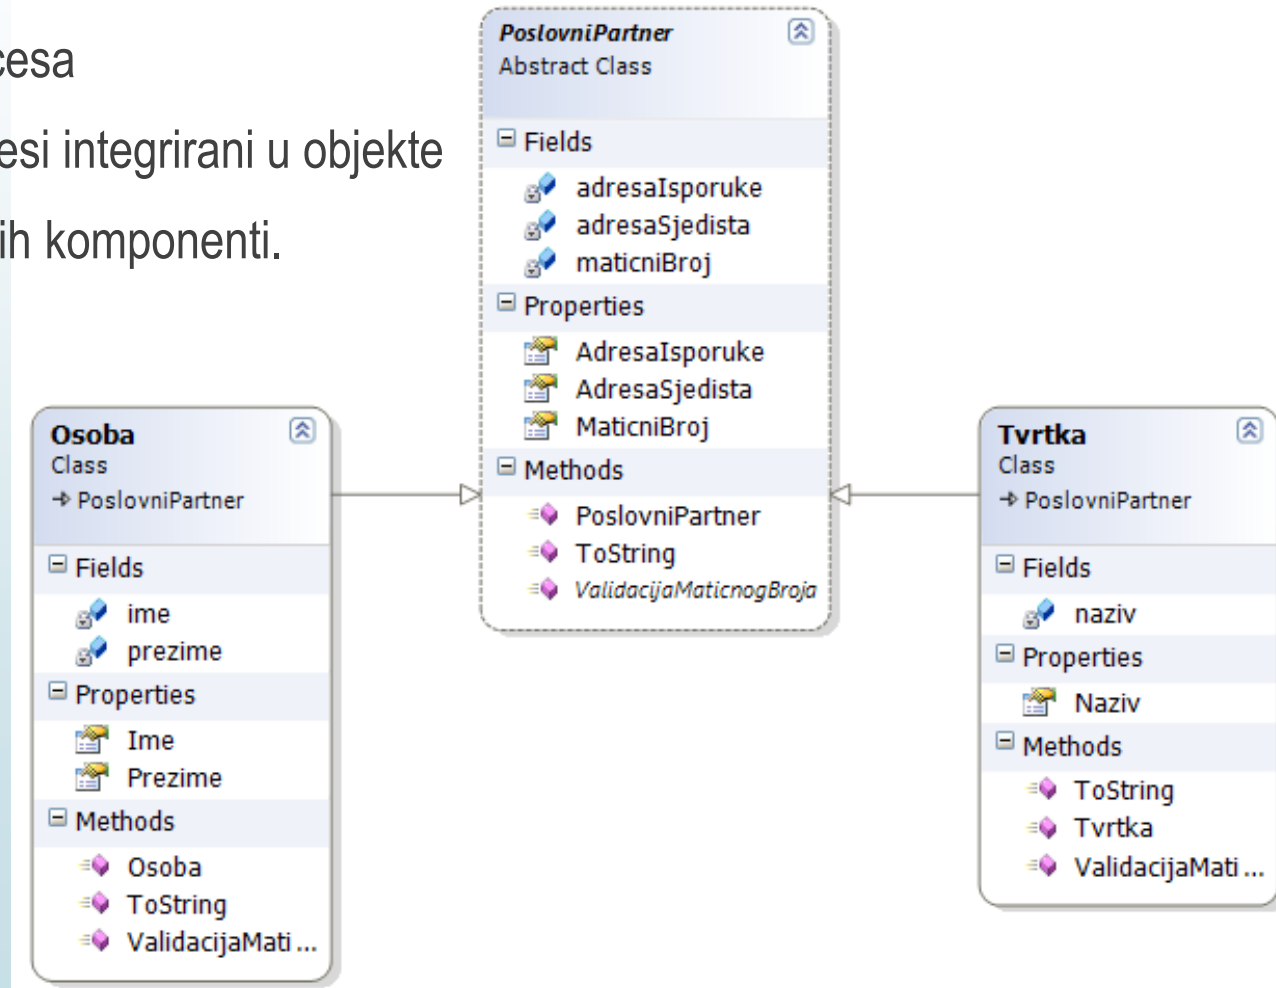 cesa
esi integrirani u objekte
ih komponenti.
PoslovniPartner
Abstract Class
Fields
adresaIsporuke
adresaSjedista
maticniBroj
Properties
AdresaIsporuke
AdresaSjedista
MaticniBroj
Methods
PoslovniPartner
ToString
ValidacijaMaticnogBroja
Osoba
Class
PoslovniPartner
Fields
ime
prezime
Properties
Ime
Prezime
Methods
Osoba
ToString
ValidacijaMati...
Tvrtka
Class
PoslovniPartner
Fields
naziv
Properties
Naziv
Methods
ToString
Tvrtka
ValidacijaMati...